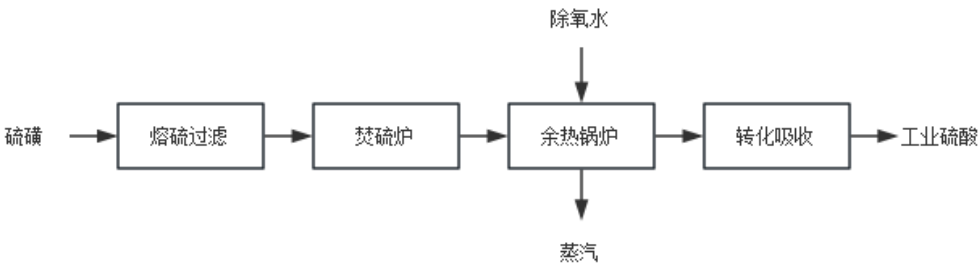 除氧水
硫磺
熔硫过滤
焚硫炉
余热锅炉
转化吸收
工业硫酸
蒸汽